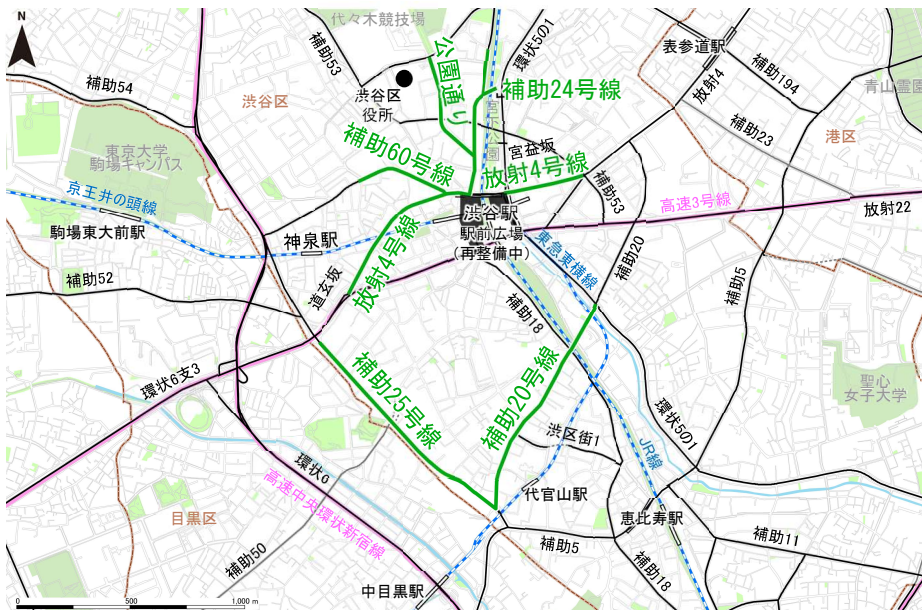 N
代々木競技場
補助53
環状5の1
表参道駅
補助54
公園通り
放射4
補助194
青山霊園
渋谷区
渋谷区
役所
補助24号線
宮下公園
東京大学
駒場キャンパス
補助60号線
宮益坂
補助23
港区
放射4号線
京王井の頭線
駒場東大前駅
神泉駅
渋谷駅
駅前広場
(再整備中)
補助53
高速3号線
放射22
放射4号線
東急東横線
補助20
補助52
道玄坂
補助18
補助5
環状6支3
補助25号線
補助20号線
聖心
女子大学
環状5の1
渋区街1
JR線
環状6
高速中央環状新宿線
代官山駅
目黒区
恵比寿駅
補助50
補助5
補助11
補助18
中目黒駅
0 500 1,000 m